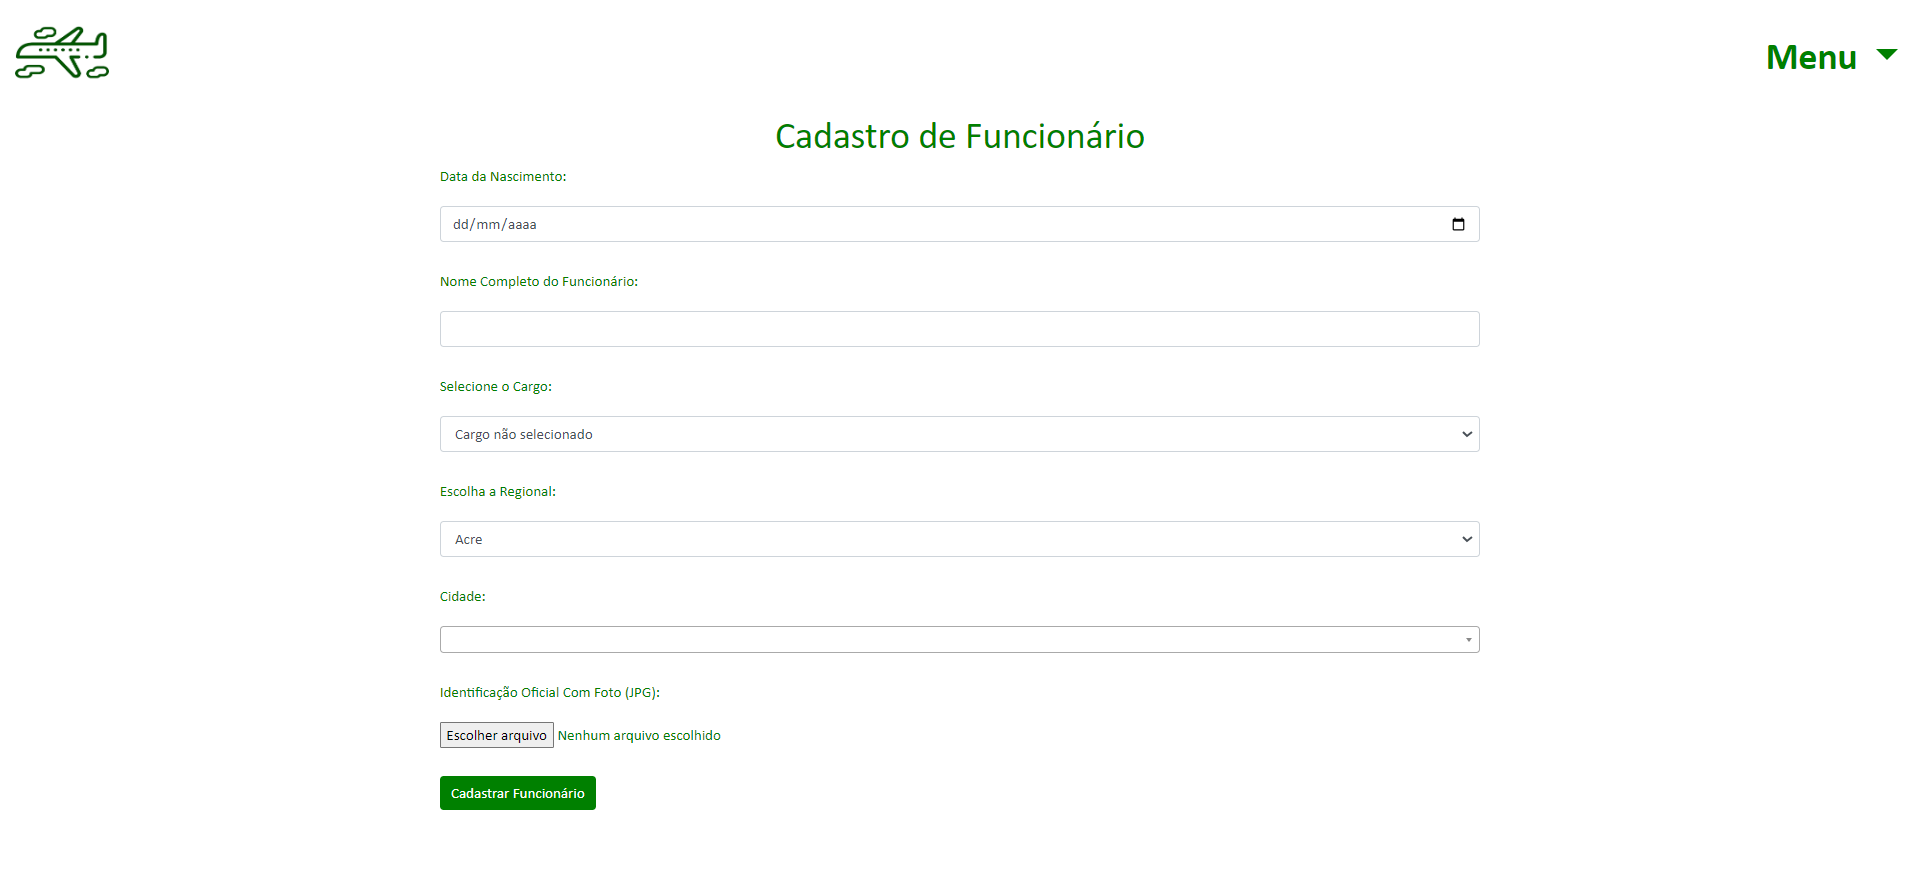 Menu
Cadastro de Funcionário
Data da Nascimento:
dd/mm/aaaa
Nome Completo do Funcionário:
Selecione o Cargo:
Cargo não selecionado
Escolha a Regional:
Acre
Cidade:
Identificação Oficial Com Foto (JPG):
Escolher arquivo Nenhum arquivo escolhido
Cadastrar Funcionário